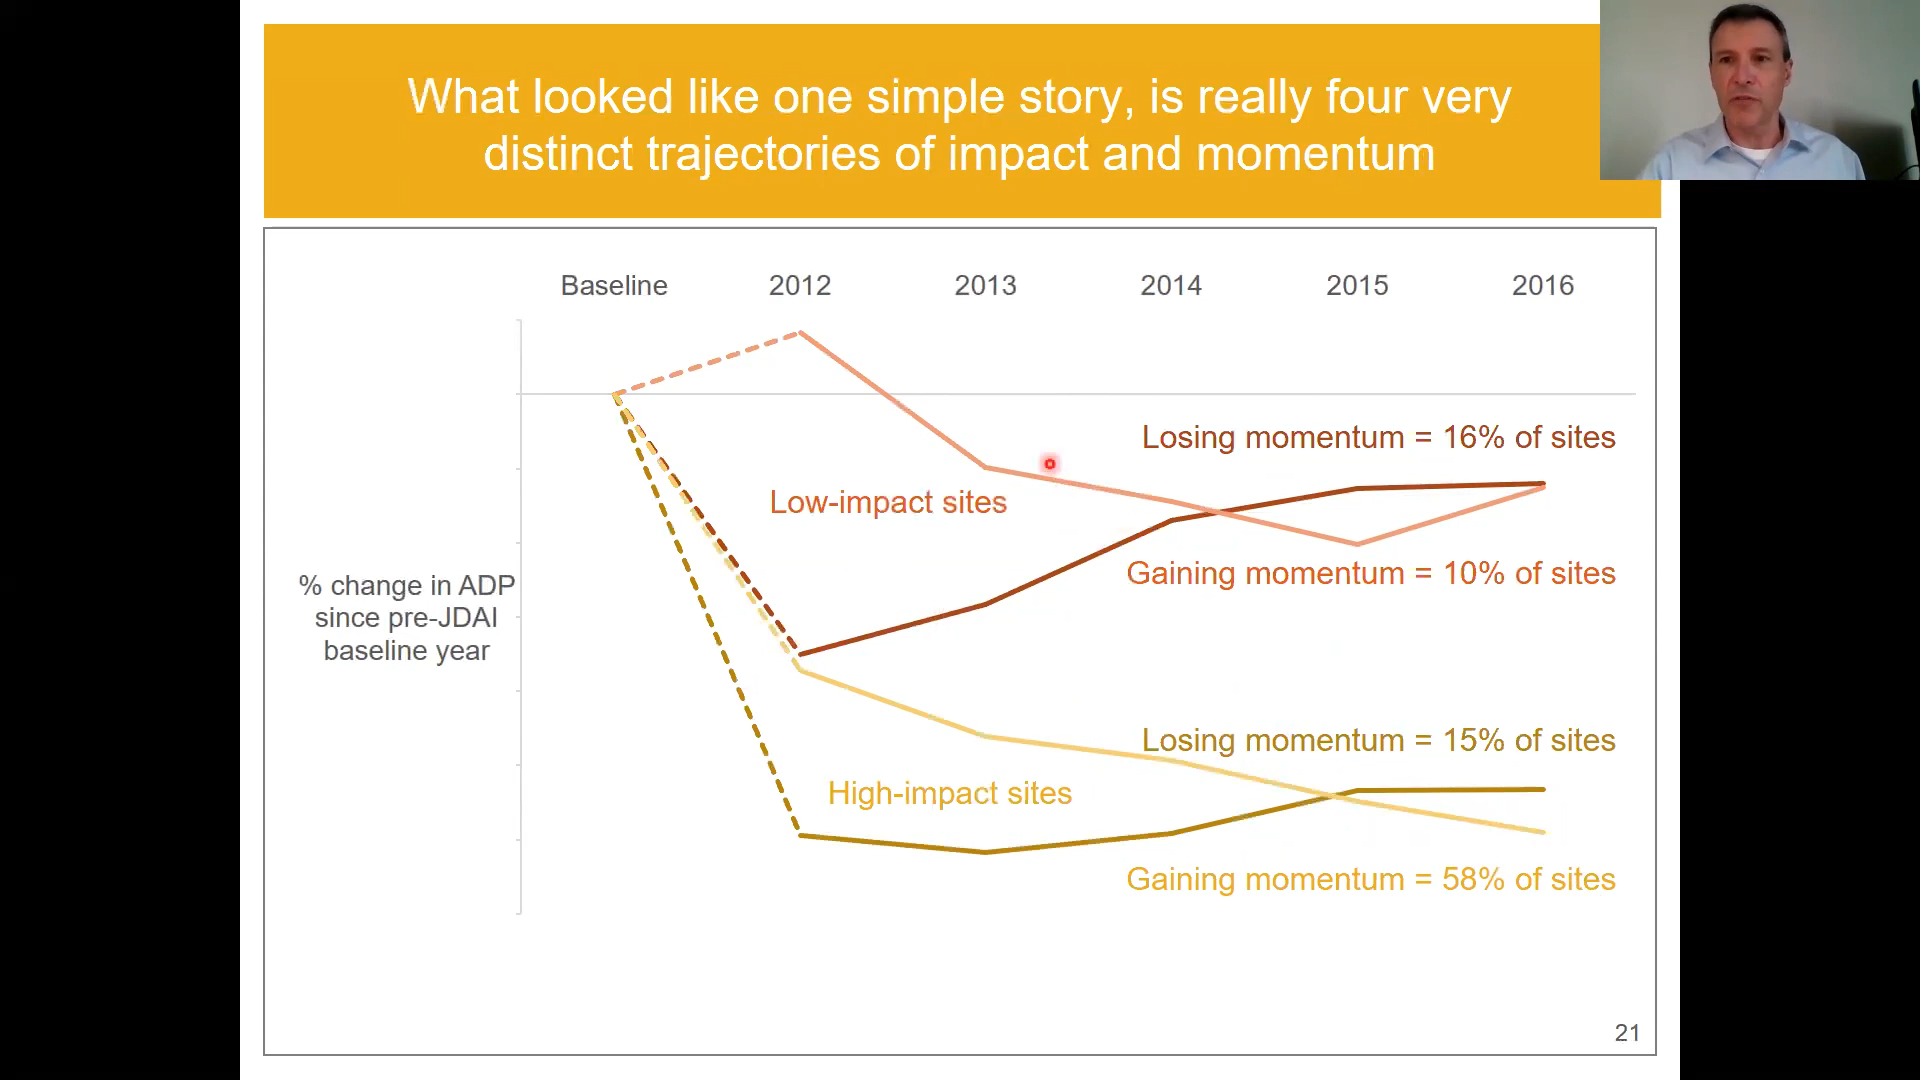 What looked like one simple story, is really four very
distinct trajectories of impact and momentum
Baseline 2012 2013 2014 2015 2016
Losing momentum = 16% of sites
Low-impact sites
Gaining momentum = 10% of sites
% change in ADP
since pre-JDAI
baseline year
Losing momentum = 15% of sites
High-impact sites
Gaining momentum = 58% of sites
21